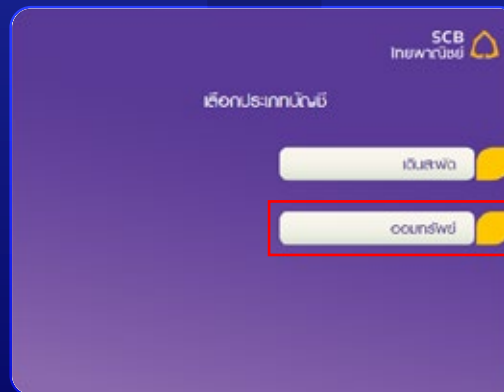 SCB
ไทยพาณิชย์
เลือกประเภทบัญชี
เดินสะพัด
ออมทรัพย์